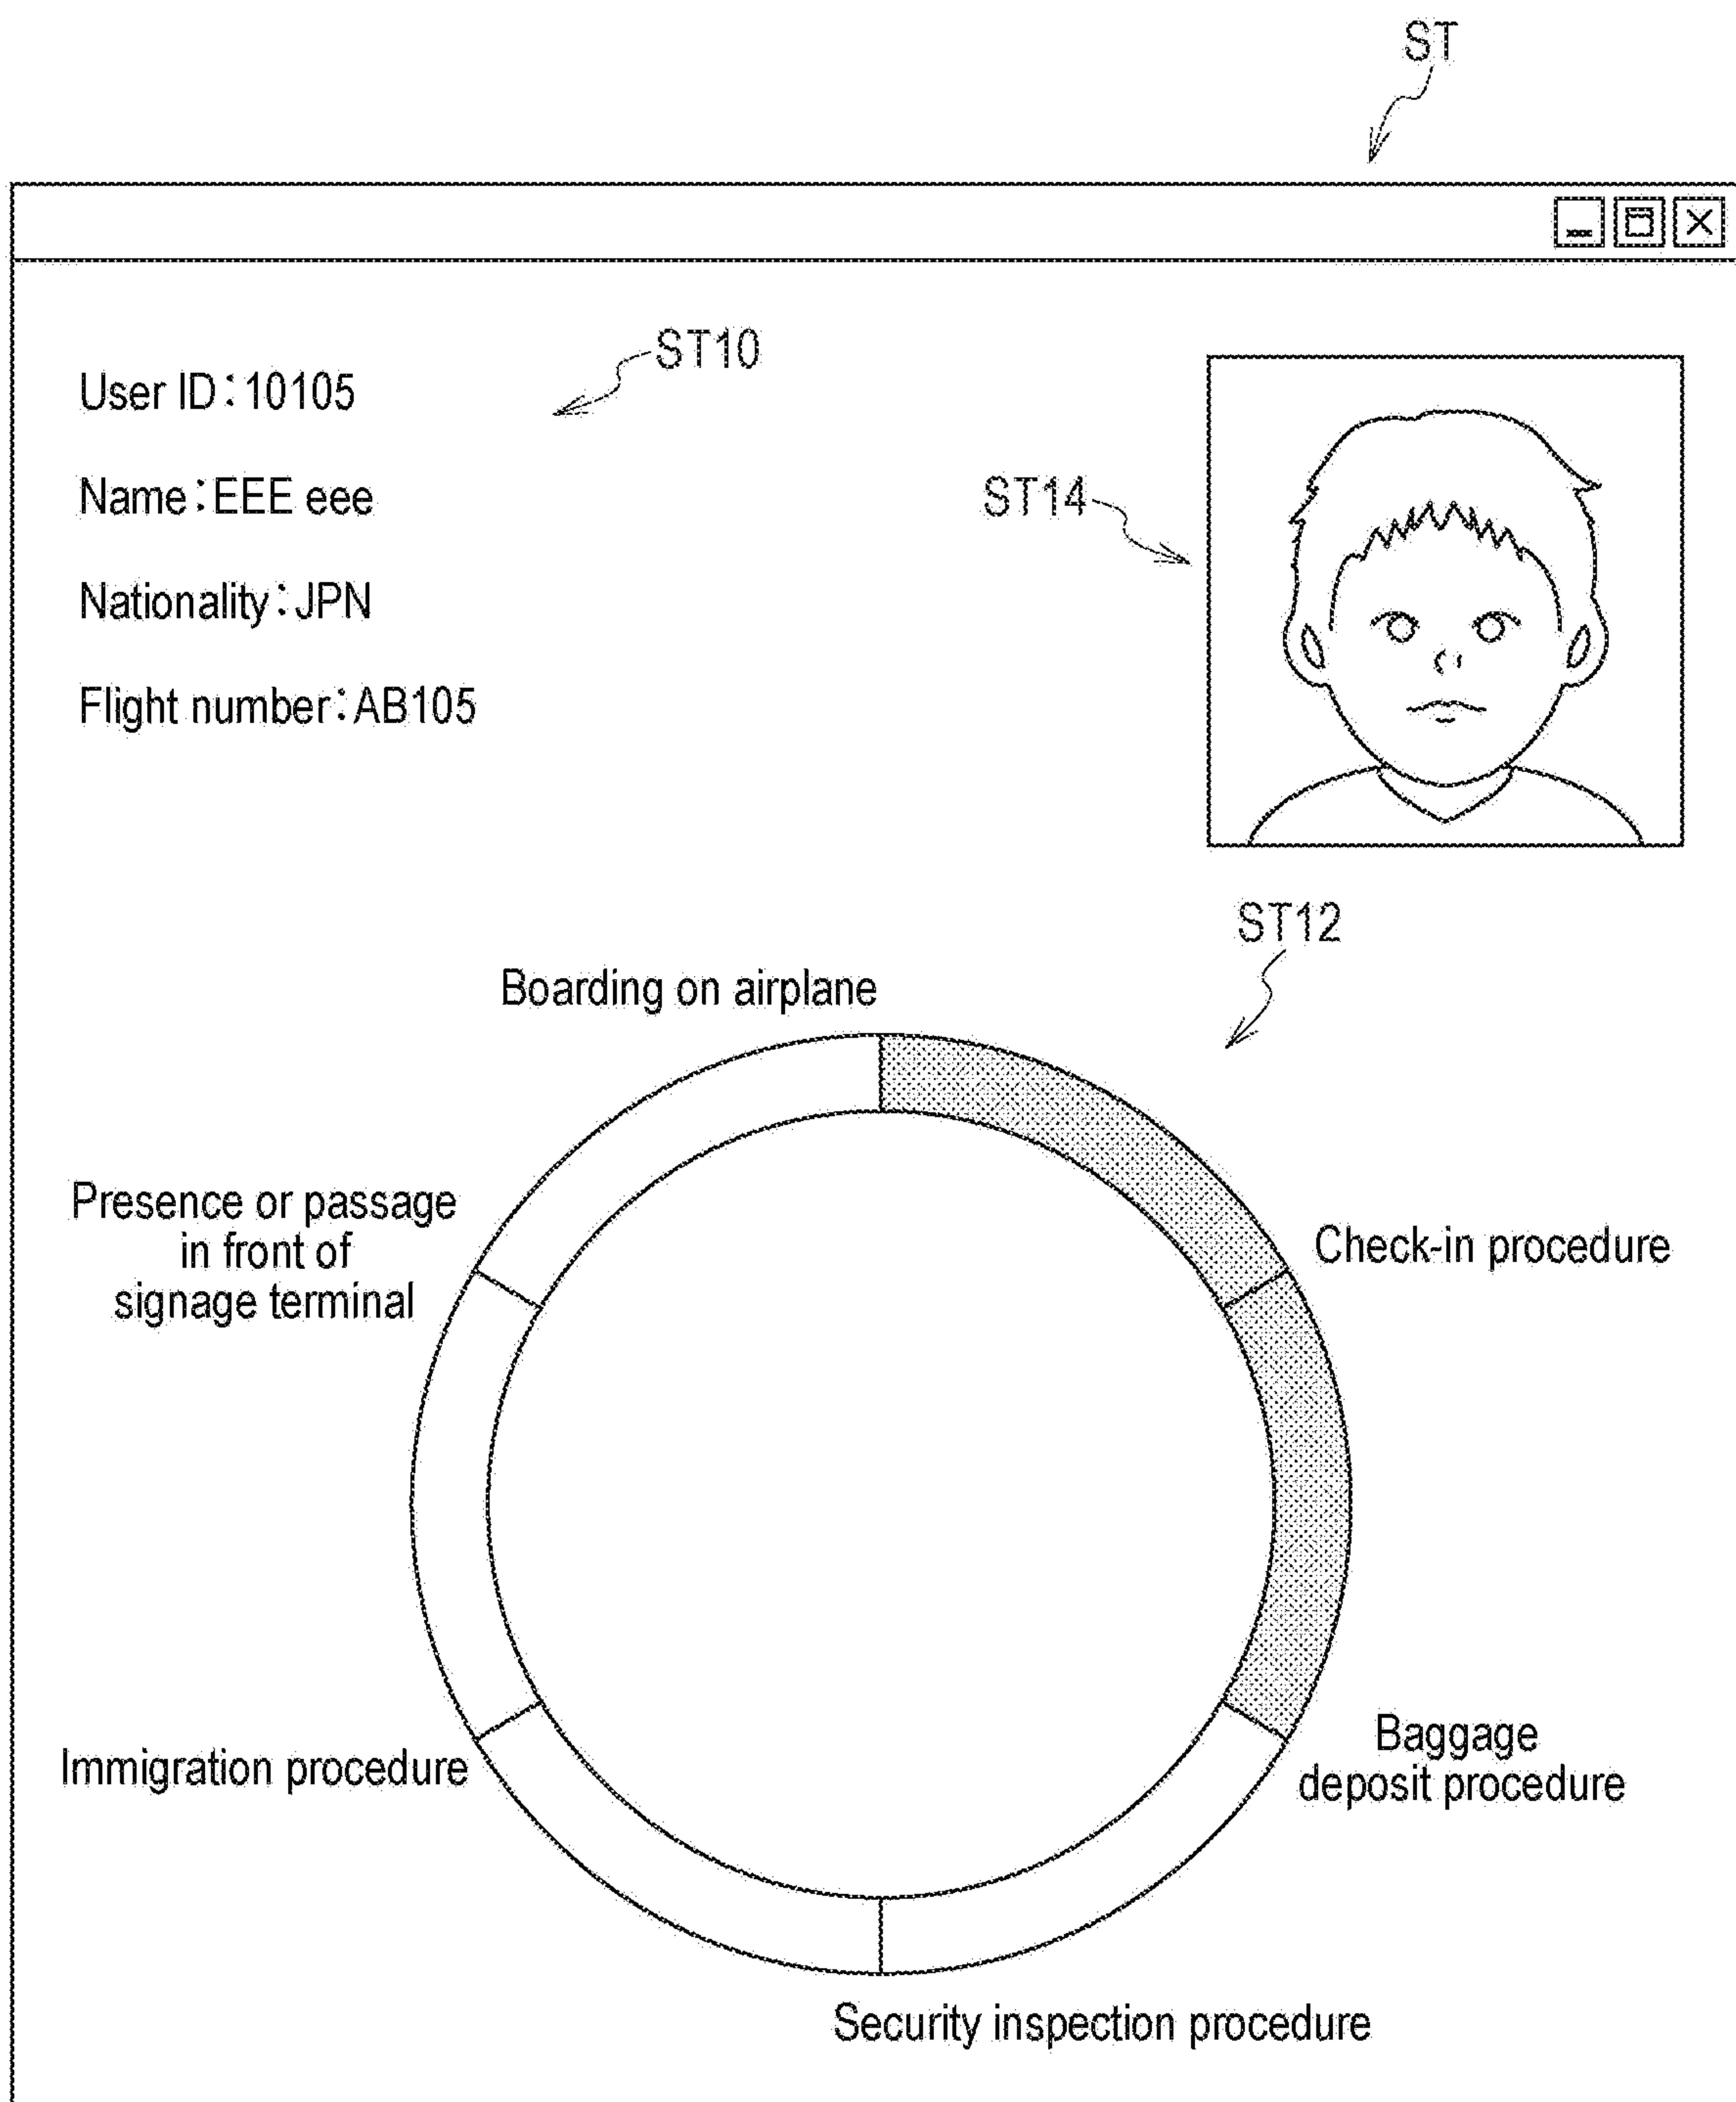 ST
ST10
User ID:10105
Name:EEE eee
ST14
Nationality:JPN
Flight number:AB105
ST12
Boarding on airplane
Presence or passage
in front of
signage terminal
Check-in procedure
Immigration procedure
Baggage
deposit procedure
Security inspection procedure